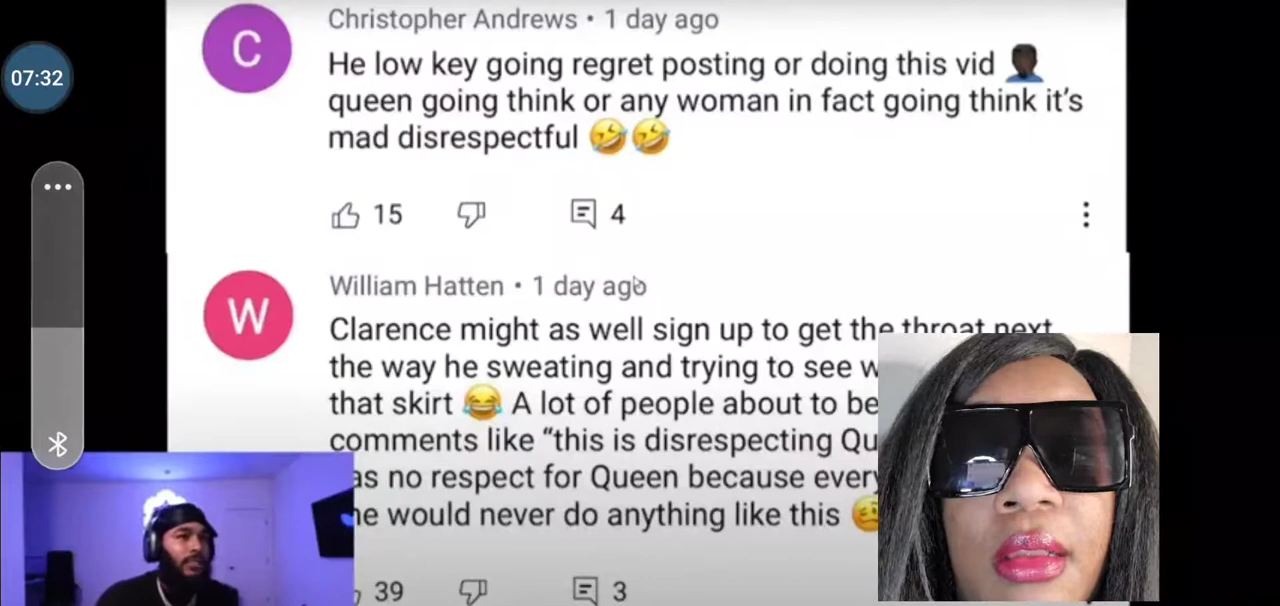 Christopher Andrews • 1 day ago
He low key going regret posting or doing this vid 🤦🏿‍♂️
queen going think or any woman in fact going think it's
mad disrespectful 🤣🤣
15
4
07:32
William Hatten • 1 day ago
Clarence might as well sign up to get the throat next
the way he sweating and trying to see
that skirt 😂 A lot of people about to be
comments like “this is disrespecting
no respect for Queen because
he would never do anything like this 🥴
39
3